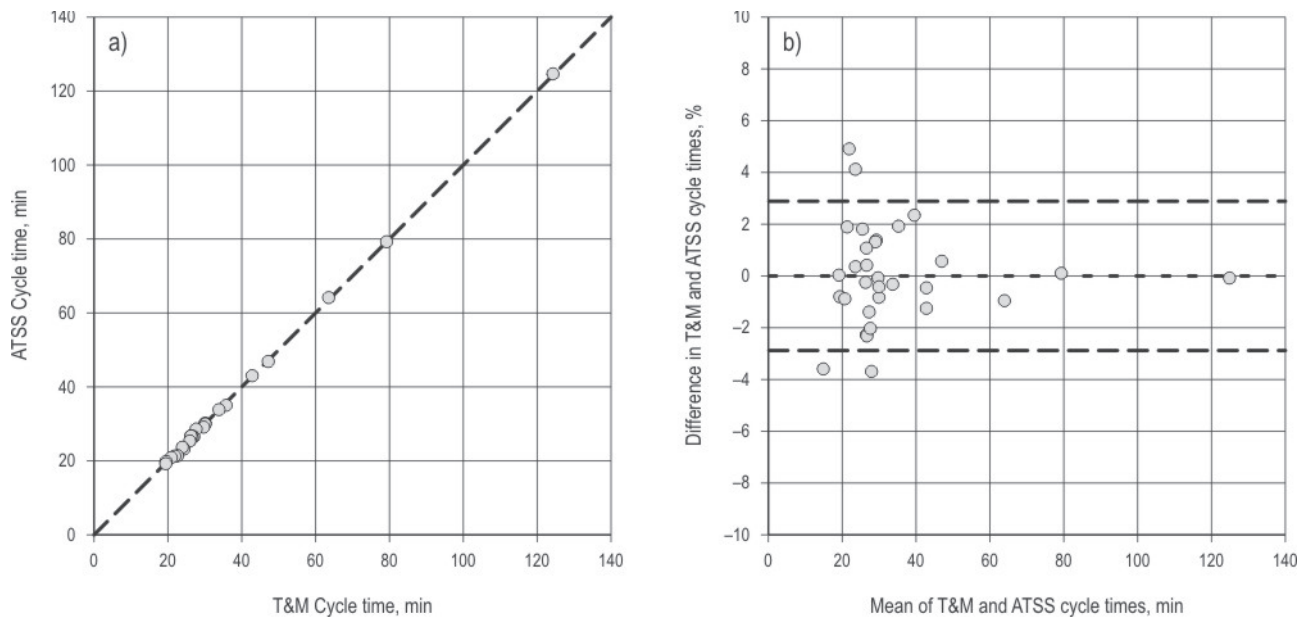 a)
140
120
100
80
60
40
20
0
ATSS Cycle time, min
0 20 40 60 80 100 120 140
T&M Cycle time, min
b)
10
8
6
4
2
0
–2
–4
–6
–8
–10
Difference in T&M and ATSS cycle times, %
0 20 40 60 80 100 120 140
Mean of T&M and ATSS cycle times, min